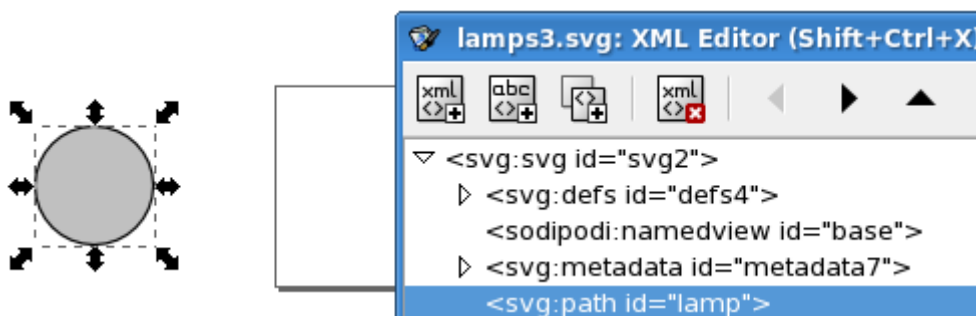 lamps3.svg: XML Editor (Shift+Ctrl+X)
xml <> abc <> <> xml <>
<svg:svg id="svg2">
<svg:defs id="defs4">
<sodipodi:namedview id="base">
<svg:metadata id="metadata7">
<svg:path id="lamp">